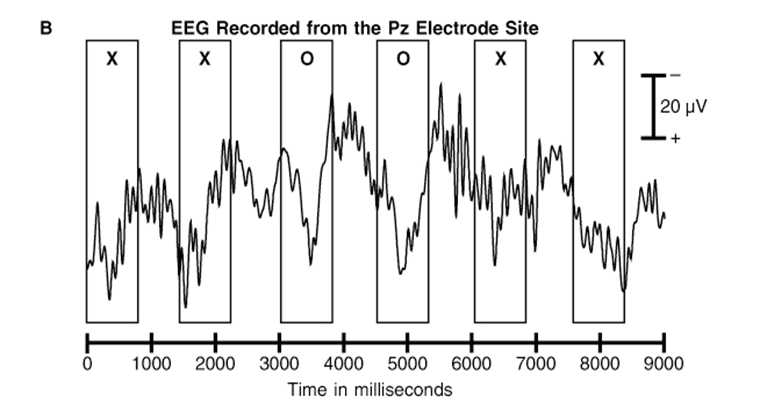 B
EEG Recorded from the Pz Electrode Site
X X O O X X
−
20 μV
+
0 1000 2000 3000 4000 5000 6000 7000 8000 9000
Time in milliseconds